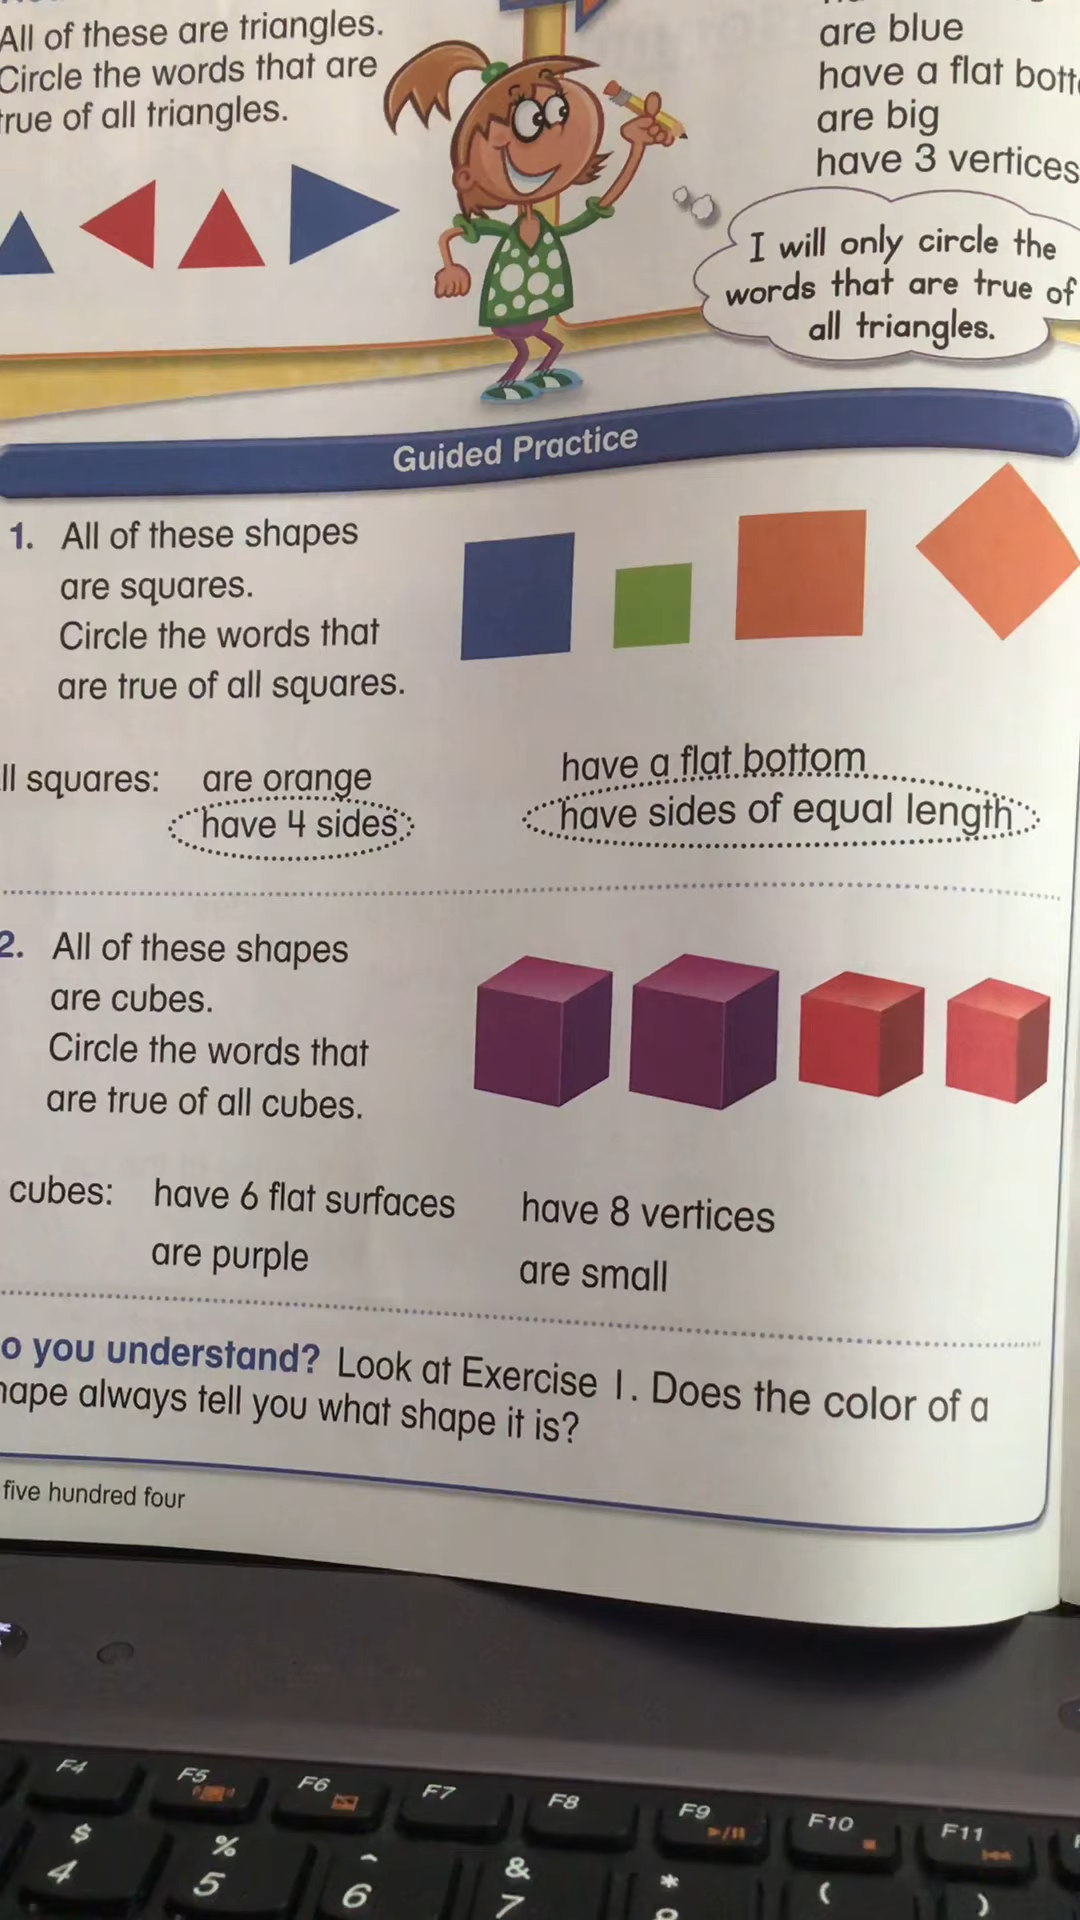 All of these are triangles.
Circle the words that are
true of all triangles.
are blue
have a flat
are big
have 3 vertices
I will only circle the
words that are true of
all triangles.
Guided Practice
1. All of these shapes
are squares.
Circle the words that
are true of all squares.
squares: are orange
have 4 sides
have a flat bottom
have sides of equal length
2. All of these shapes
are cubes.
Circle the words that
are true of all cubes.
cubes: have 6 flat surfaces
are purple
have 8 vertices
are small
you understand? Look at Exercise 1. Does the color of a
always tell you what shape it is?
five hundred four
F4 F5 F6 F7 F8 F9 F10 F11
$ % ^ & * ( )
4 5 6 7